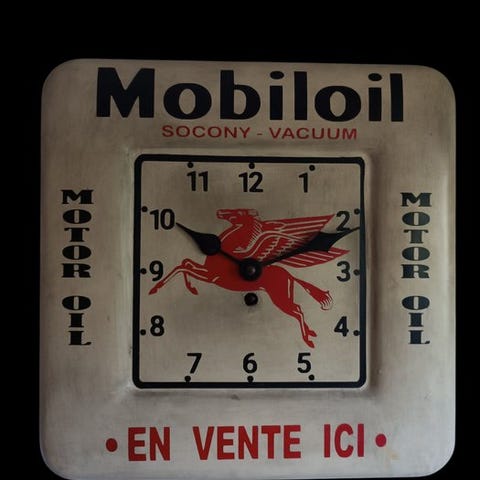 Mobiloil
SOCONY - VACUUM
MOTOR OIL
11 12 1
10 2
9 3
8 4
7 6 5
MOTOR OIL
• EN VENTE ICI •